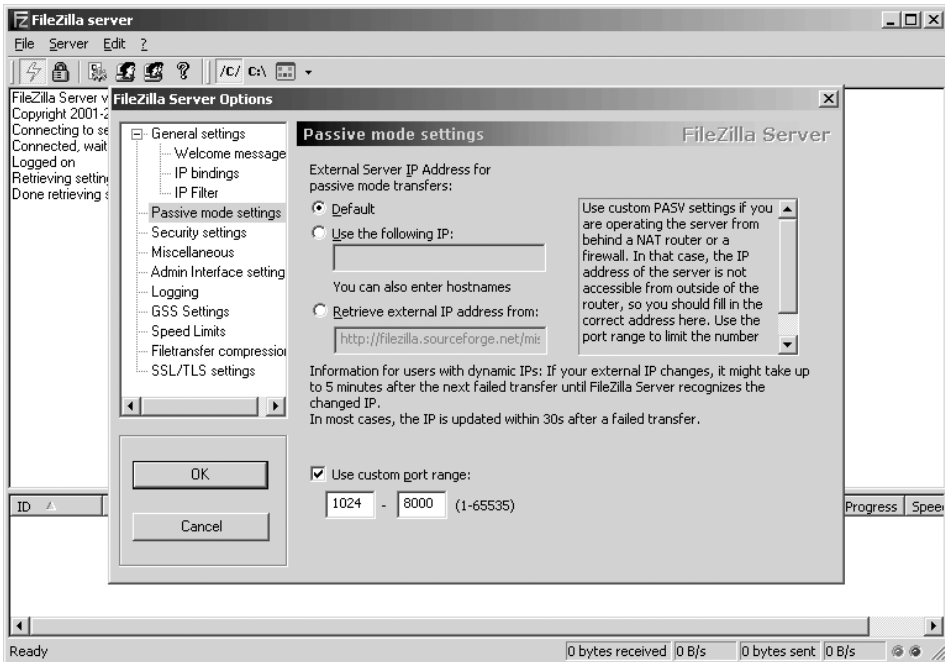 FileZilla server
File Server Edit ?
/C/ C:\
FileZilla Server v
Copyright 2001-2
Connecting to se
Connected, wait
Logged on
Retrieving settin
Done retrieving s
FileZilla Server Options
General settings
Welcome message
IP bindings
IP Filter
Passive mode settings
Security settings
Miscellaneous
Admin Interface setting
Logging
GSS Settings
Speed Limits
Filetransfer compression
SSL/TLS settings
OK
Cancel
Passive mode settings FileZilla Server
External Server IP Address for
passive mode transfers:
Default
Use the following IP:
You can also enter hostnames
Retrieve external IP address from:
http://filezilla.sourceforge.net/mis
Use custom PASV settings if you
are operating the server from
behind a NAT router or a
firewall. In that case, the IP
address of the server is not
accessible from outside of the
router, so you should fill in the
correct address here. Use the
port range to limit the number
Information for users with dynamic IPs: If your external IP changes, it might take up
to 5 minutes after the next failed transfer until FileZilla Server recognizes the
changed IP.
In most cases, the IP is updated within 30s after a failed transfer.
Use custom port range:
1024 - 8000 (1-65535)
ID Progress Speed
Ready 0 bytes received 0 B/s 0 bytes sent 0 B/s